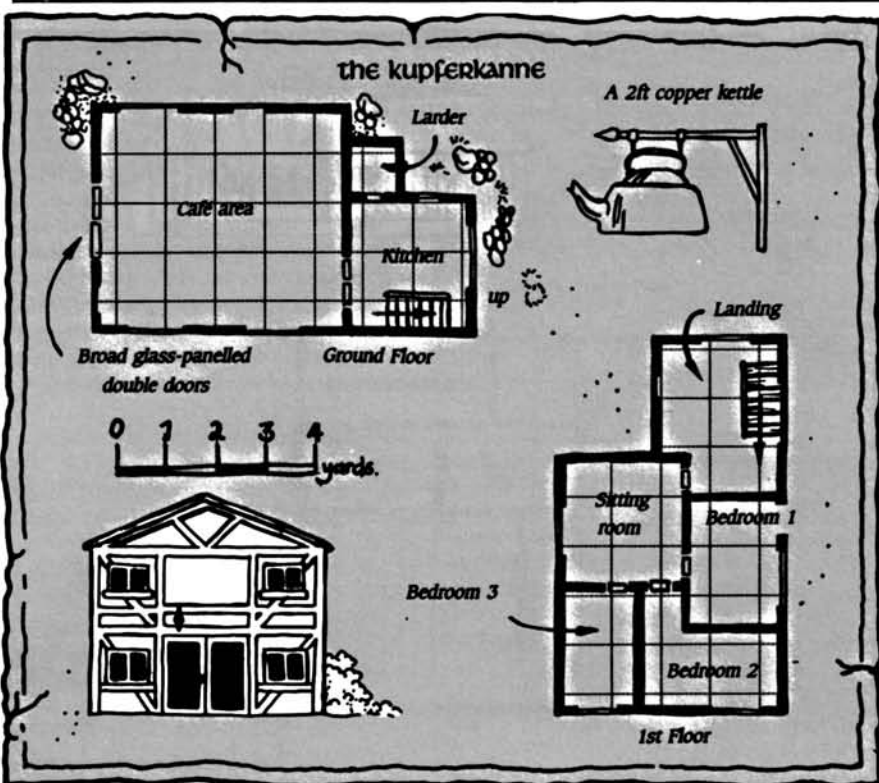 the kupferkanne
A 2ft copper kettle
Larder
Café area
Kitchen
up
Broad glass-panelled
double doors
Ground Floor
0 1 2 3 4
yards.
Landing
Sitting
room
Bedroom 1
Bedroom 3
Bedroom 2
1st Floor